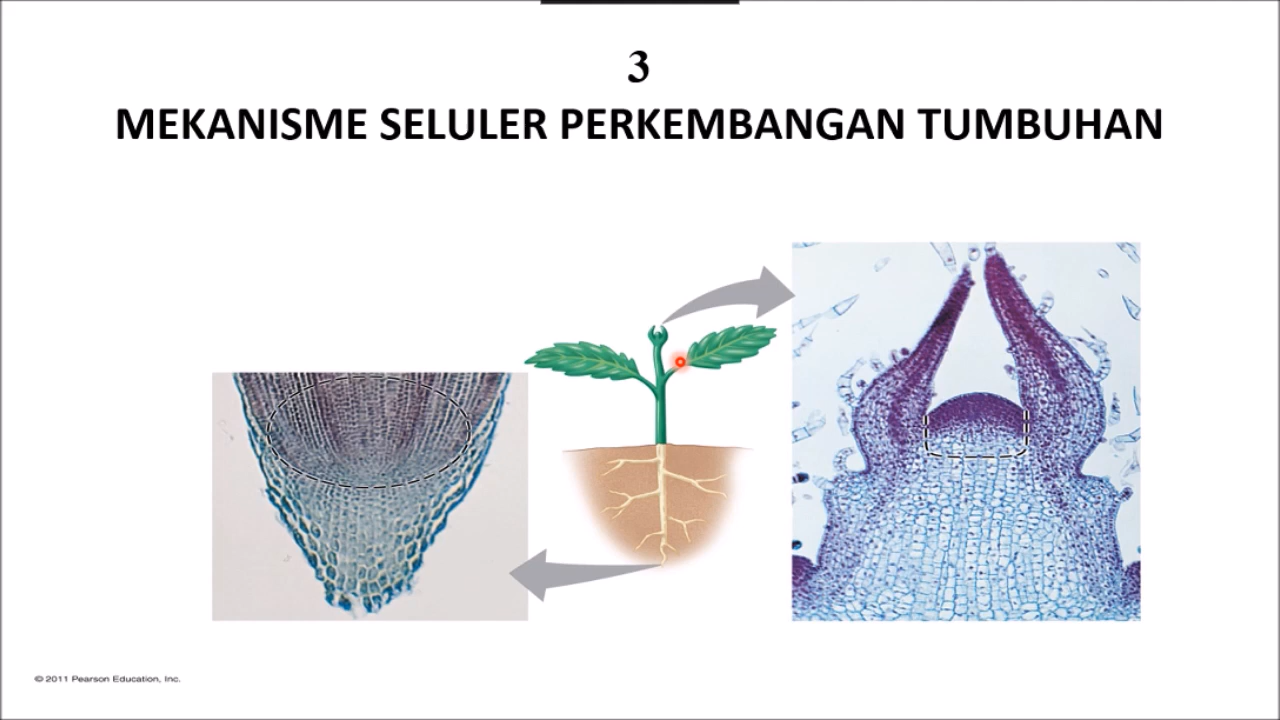 3
MEKANISME SELULER PERKEMBANGAN TUMBUHAN
© 2011 Pearson Education, Inc.